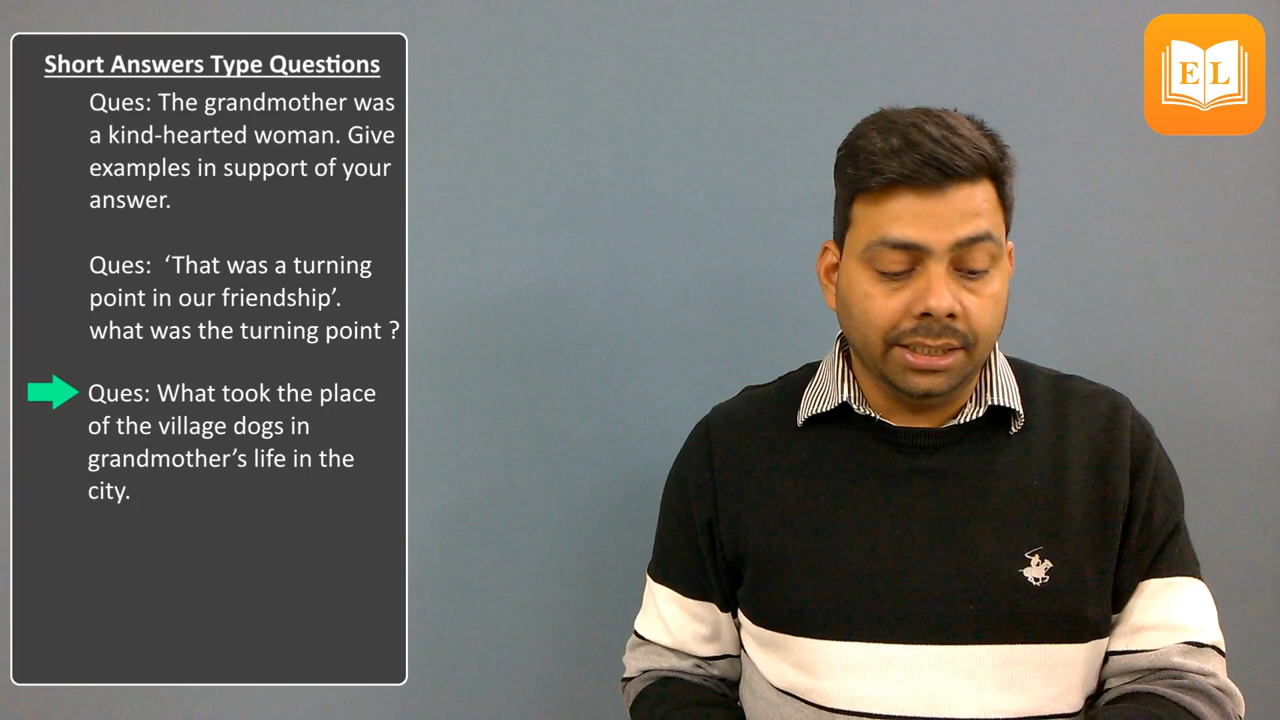 Short Answers Type Questions
Ques: The grandmother was
a kind-hearted woman. Give
examples in support of your
answer.
Ques:  ‘That was a turning
point in our friendship’.
what was the turning point ?
Ques: What took the place
of the village dogs in
grandmother’s life in the
city.
E L